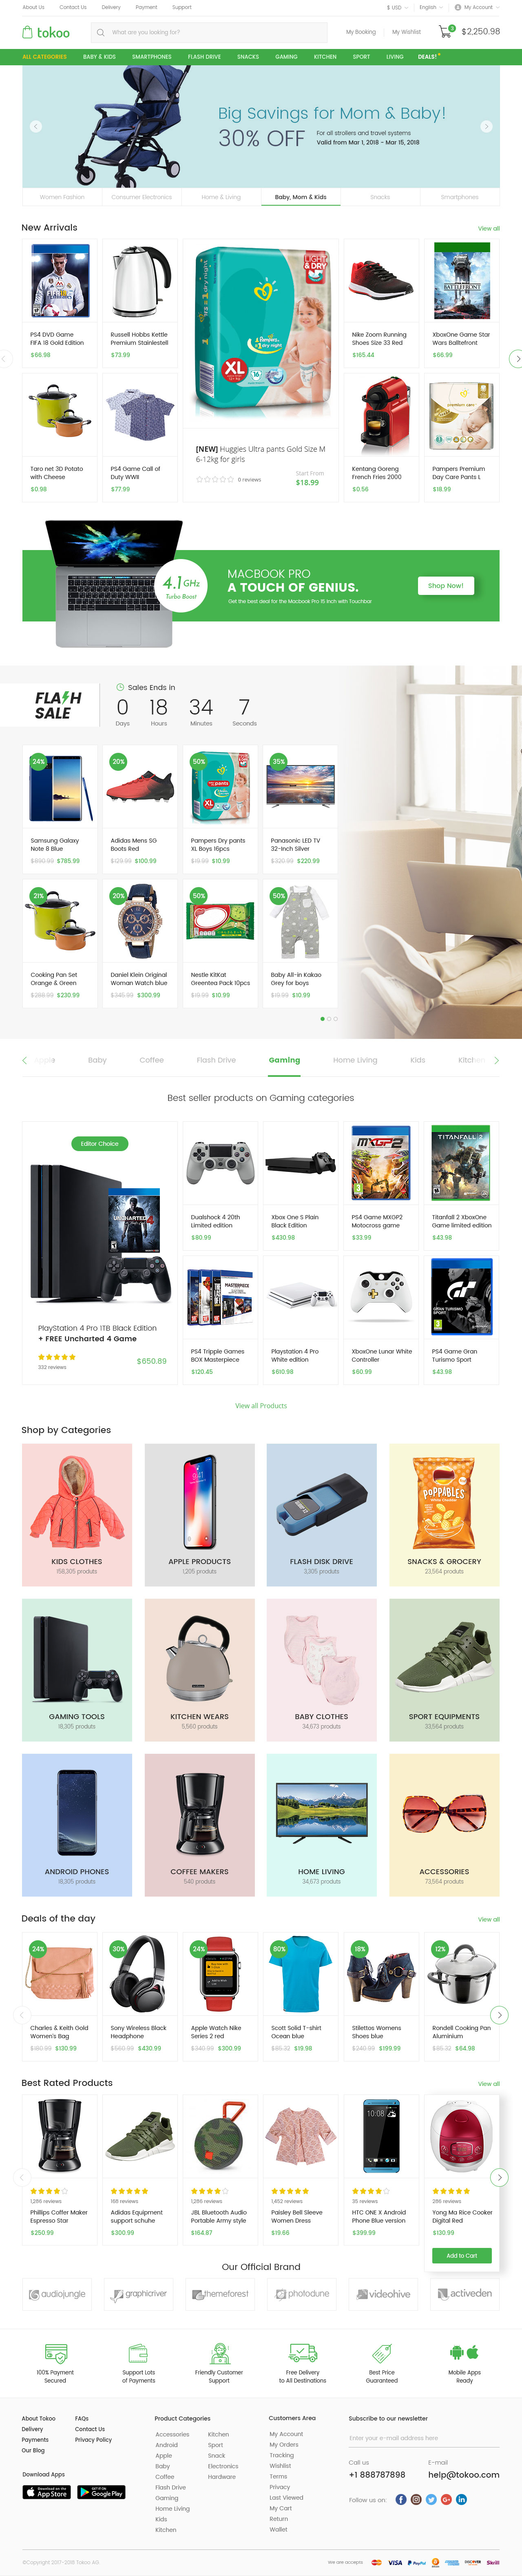 About Us Contact Us Delivery Payment Support $ USD English My Account
tokoo What are you looking for? My Booking My Wishlist $2,250.98
ALL CATEGORIES BABY & KIDS SMARTPHONES FLASH DRIVE SNACKS GAMING KITCHEN SPORT LIVING DEALS!
Big Savings for Mom & Baby!
30% OFF
For all strollers and travel systems
Valid from Mar 1, 2018 - Mar 15, 2018
Women Fashion Consumer Electronics Home & Living Baby, Mom & Kids Snacks Smartphones
New Arrivals View all
PS4 DVD Game
FIFA 18 Gold Edition
$66.98
Russell Hobbs Kettle
Premium Stainlestell
$73.99
Nike Zoom Running
Shoes Size 33 Red
$165.44
XboxOne Game Star
Wars Balltefront
$66.99
Taro net 3D Potato
with Cheese
$0.98
PS4 Game Call of
Duty WWII
$77.99
[NEW] Huggies Ultra pants Gold Size M
6-12kg for girls
0 reviews
Start From
$18.99
Kentang Goreng
French Fries 2000
$0.56
Pampers Premium
Day Care Pants L
$18.99
4.1 GHz
Turbo Boost
MACBOOK PRO
A TOUCH OF GENIUS.
Get the best deal for the Macbook Pro 15 Inch with Touchbar
Shop Now!
FLASH
SALE
Sales Ends in
0 18 34 7
Days Hours Minutes Seconds
24% 20% 50% 35%
Samsung Galaxy
Note 8 Blue
$890.99 $785.99
Adidas Mens SG
Boots Red
$129.99 $100.99
Pampers Dry pants
XL Boys 16pcs
$19.99 $10.99
Panasonic LED TV
32-Inch Silver
$320.99 $220.99
21% 20% 50% 50%
Cooking Pan Set
Orange & Green
$288.99 $230.99
Daniel Klein Original
Woman Watch blue
$345.99 $300.99
Nestle KitKat
Greentea Pack 10pcs
$19.99 $10.99
Baby All-in Kakao
Grey for boys
$19.99 $10.99
Apple Baby Coffee Flash Drive Gaming Home Living Kids
Best seller products on Gaming categories
Editor Choice
PlayStation 4 Pro 1TB Black Edition
+ FREE Uncharted 4 Game
332 reviews
$650.89
Dualshock 4 20th
Limited edition
$80.99
Xbox One S Plain
Black Edition
$430.98
PS4 Game MXGP2
Motocross game
$33.99
Titanfall 2 XboxOne
Game limited edition
$43.98
PS4 Tripple Games
BOX Masterpiece
$120.45
Playstation 4 Pro
White edition
$610.98
XboxOne Lunar White
Controller
$60.99
PS4 Game Gran
Turismo Sport
$43.98
View all Products
Shop by Categories
KIDS CLOTHES
158,305 produts
APPLE PRODUCTS
1,205 produts
FLASH DISK DRIVE
3,305 produts
SNACKS & GROCERY
23,564 produts
GAMING TOOLS
18,305 produts
KITCHEN WEARS
5,560 produts
BABY CLOTHES
34,673 produts
SPORT EQUIPMENTS
33,564 produts
ANDROID PHONES
18,305 produts
COFFEE MAKERS
540 produts
HOME LIVING
34,673 produts
ACCESSORIES
73,564 produts
Deals of the day View all
24% 30% 24% 80% 18% 12%
Charles & Keith Gold
Women's Bag
$180.99 $130.99
Sony Wireless Black
Headphone
$560.99 $430.99
Apple Watch Nike
Series 2 red
$340.99 $300.99
Scott Solid T-shirt
Ocean blue
$85.32 $19.98
Stilettos Womens
Shoes blue
$240.99 $199.99
Rondell Cooking Pan
Aluminium
$85.32 $64.98
Best Rated Products View all
1,286 reviews
Phillips Coffer Maker
Espresso Star
$250.99
168 reviews
Adidas Equipment
support schuhe
$300.99
1,286 reviews
JBL Bluetooth Audio
Portable Army style
$164.87
1,452 reviews
Paisley Bell Sleeve
Women Dress
$19.66
35 reviews
HTC ONE X Android
Phone Blue version
$399.99
286 reviews
Yong Ma Rice Cooker
Digital Red
$130.99
Add to Cart
Our Official Brand
audiojungle graphicriver themeforest photodune videohive activeden
100% Payment
Secured
Support Lots
of Payments
Friendly Customer
Support
Free Delivery
to All Destinations
Best Price
Guaranteed
Mobile Apps
Ready
About Tokoo
Delivery
Payments
Our Blog
FAQs
Contact Us
Privacy Policy
Download Apps
App Store
Google Play
Product Categories
Accessories
Android
Apple
Baby
Coffee
Flash Drive
Gaming
Home Living
Kids
Kitchen
Kitchen
Sport
Snack
Electronics
Hardware
Customers Area
My Account
My Orders
Tracking
Wishlist
Terms
Privacy
Last Viewed
My Cart
Return
Wallet
Subscribe to our newsletter
Enter your e-mail address here
Call us
+1 888787898
E-mail
help@tokoo.com
Follow us on:
©Copyright 2017-2018 Tokoo AG
We are accepts VISA PayPal Skrill